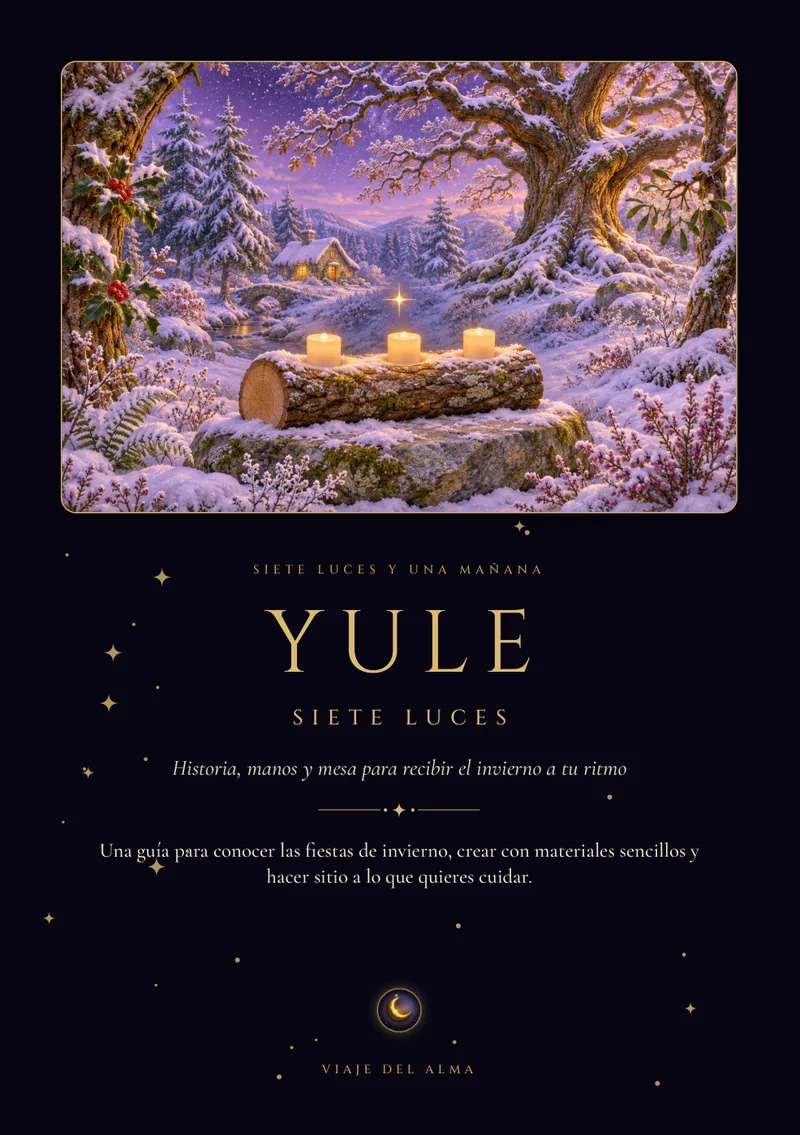 SIETE LUCES Y UNA MAÑANA
YULE
SIETE LUCES
Historia, manos y mesa para recibir el invierno a tu ritmo
Una guía para conocer las fiestas de invierno, crear con materiales sencillos y
hacer sitio a lo que quieres cuidar.
VIAJE DEL ALMA